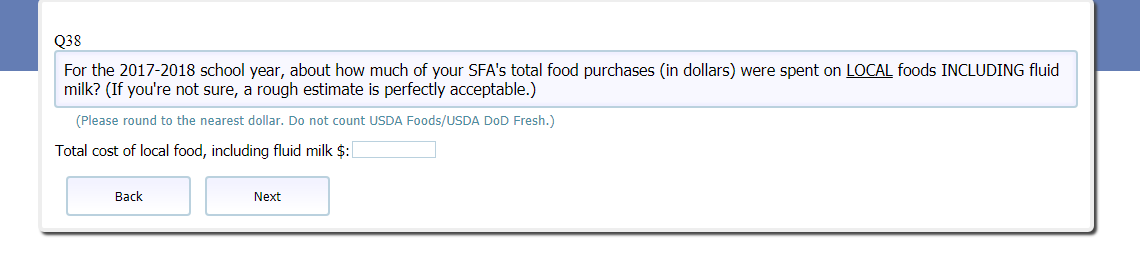 Q38
For the 2017-2018 school year, about how much of your SFA's total food purchases (in dollars) were spent on LOCAL foods INCLUDING fluid
milk? (If you're not sure, a rough estimate is perfectly acceptable.)
(Please round to the nearest dollar. Do not count USDA Foods/USDA DoD Fresh.)
Total cost of local food, including fluid milk $:
Back Next